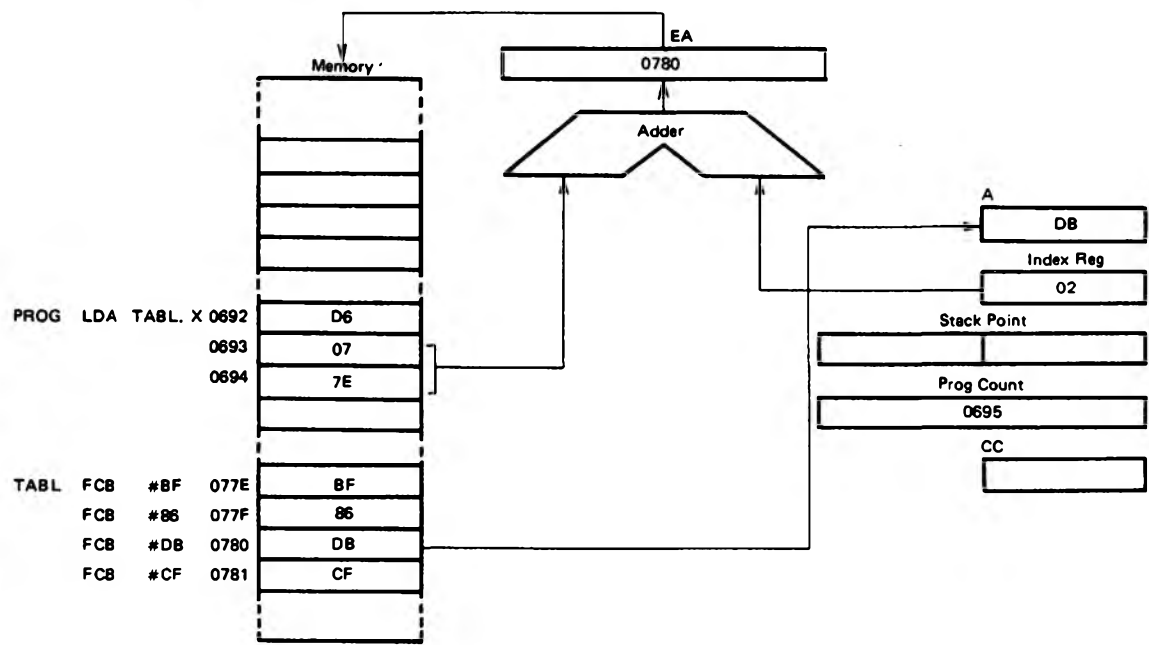 EA
0780
Memory
Adder
A
DB
Index Reg
02
Stack Point
Prog Count
0695
CC
PROG LDA TABL. X 0692 D6
0693 07
0694 7E
TABL FCB #BF 077E BF
FCB #86 077F 86
FCB #DB 0780 DB
FCB #CF 0781 CF